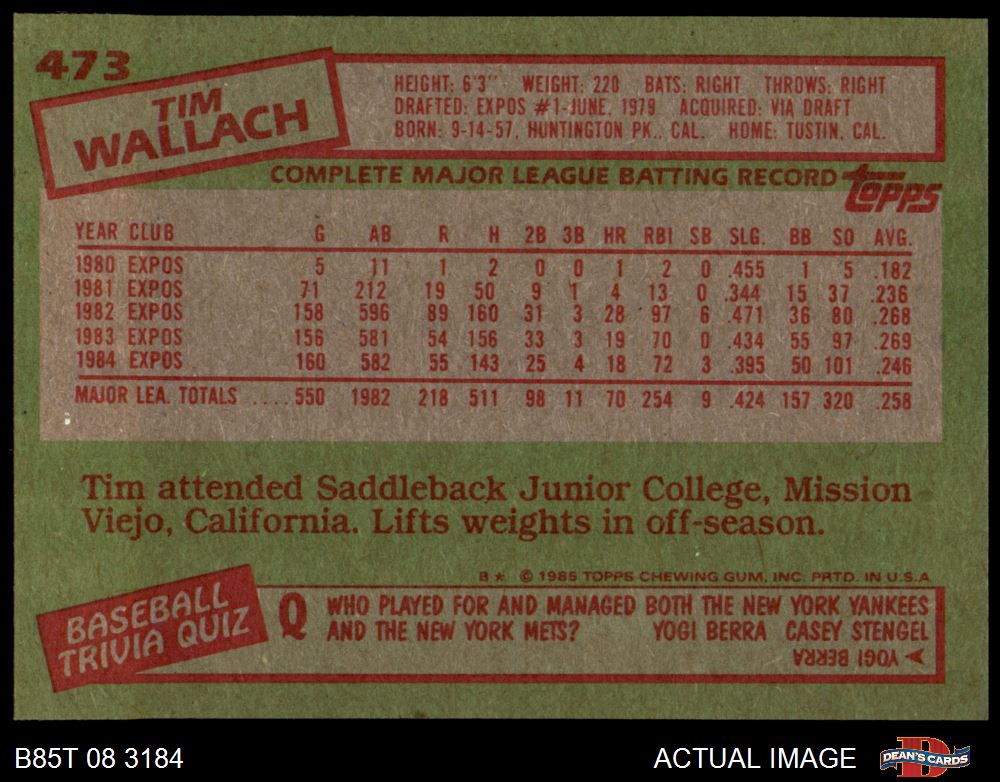 473
TIM
WALLACH
HEIGHT: 6'3" WEIGHT: 220 BATS: RIGHT THROWS: RIGHT
DRAFTED: EXPOS #1-JUNE, 1979 ACQUIRED: VIA DRAFT
BORN: 9-14-57, HUNTINGTON PK., CAL. HOME: TUSTIN, CAL.
COMPLETE MAJOR LEAGUE BATTING RECORD
TOPPS
YEAR CLUB G AB R H 2B 3B HR RBI SB SLG. BB SO AVG.
1980 EXPOS 5 11 1 2 0 0 1 2 0 .455 1 5 .182
1981 EXPOS 71 212 19 50 9 1 4 13 0 .344 15 37 .236
1982 EXPOS 158 596 89 160 31 3 28 97 6 .471 36 80 .268
1983 EXPOS 156 581 54 156 33 3 19 70 0 .434 55 97 .269
1984 EXPOS 160 582 55 143 25 4 18 72 3 .395 50 101 .246
MAJOR LEA. TOTALS ....550 1982 218 511 98 11 70 254 9 .424 157 320 .258
Tim attended Saddleback Junior College, Mission
Viejo, California. Lifts weights in off-season.
B★ © 1985 TOPPS CHEWING GUM, INC. PRTD. IN U.S.A.
BASEBALL
TRIVIA QUIZ
Q WHO PLAYED FOR AND MANAGED BOTH THE NEW YORK YANKEES
AND THE NEW YORK METS? YOGI BERRA CASEY STENGEL
YOGI BERRA
B85T 08 3184
ACTUAL IMAGE
DEAN'S CARDS